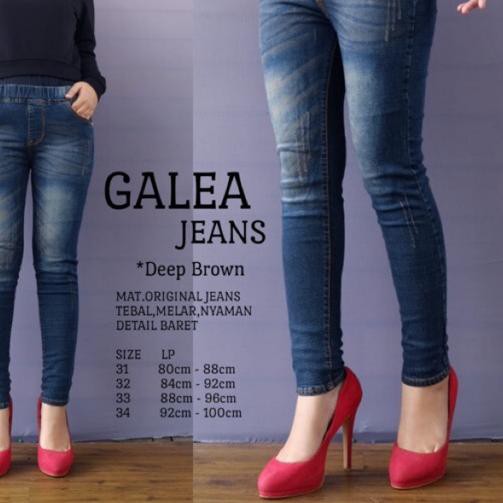 GALEA
JEANS
*Deep Brown
MAT.ORIGINAL JEANS
TEBAL,MELAR,NYAMAN
DETAIL BARET
SIZE LP
31 80cm - 88cm
32 84cm - 92cm
33 88cm - 96cm
34 92cm - 100cm